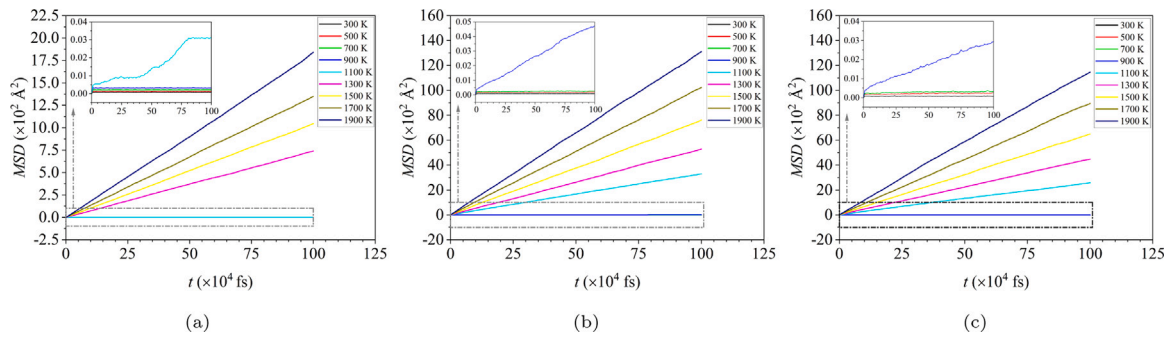 22.5
20.0
17.5
15.0
12.5
10.0
7.5
5.0
2.5
0.0
-2.5
MSD (×10² Å²)
0.04
0.03
0.02
0.01
0.00
0 25 50 75 100
300 K
500 K
700 K
900 K
1100 K
1300 K
1500 K
1700 K
1900 K
0 25 50 75 100 125
t (×10⁴ fs)
(a)
160
140
120
100
80
60
40
20
0
-20
MSD (×10² Å²)
0.05
0.04
0.03
0.02
0.01
0.00
0 25 50 75 100
300 K
500 K
700 K
900 K
1100 K
1300 K
1500 K
1700 K
1900 K
0 25 50 75 100 125
t (×10⁴ fs)
(b)
160
140
120
100
80
60
40
20
0
-20
MSD (×10² Å²)
0.04
0.03
0.02
0.01
0.00
0 25 50 75 100
300 K
500 K
700 K
900 K
1100 K
1300 K
1500 K
1700 K
1900 K
0 25 50 75 100 125
t (×10⁴ fs)
(c)